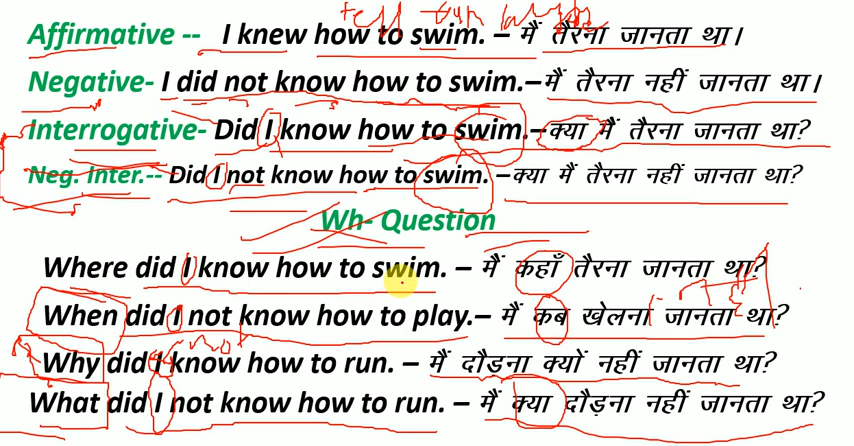 Affirmative -- I knew how to swim. – मैं तैरना जानता था।
Negative- I did not know how to swim.–मैं तैरना नहीं जानता था।
Interrogative- Did I know how to swim.–क्या मैं तैरना जानता था?
Neg. Inter.-- Did I not know how to swim. –क्या मैं तैरना नहीं जानता था?
Wh- Question
Where did I know how to swim. – मैं कहाँ तैरना जानता था?
When did I not know how to play.– मैं कब खेलना जानता था?
Why did I know how to run. – मैं दौड़ना क्यों नहीं जानता था?
What did I not know how to run. – मैं क्या दौड़ना नहीं जानता था?